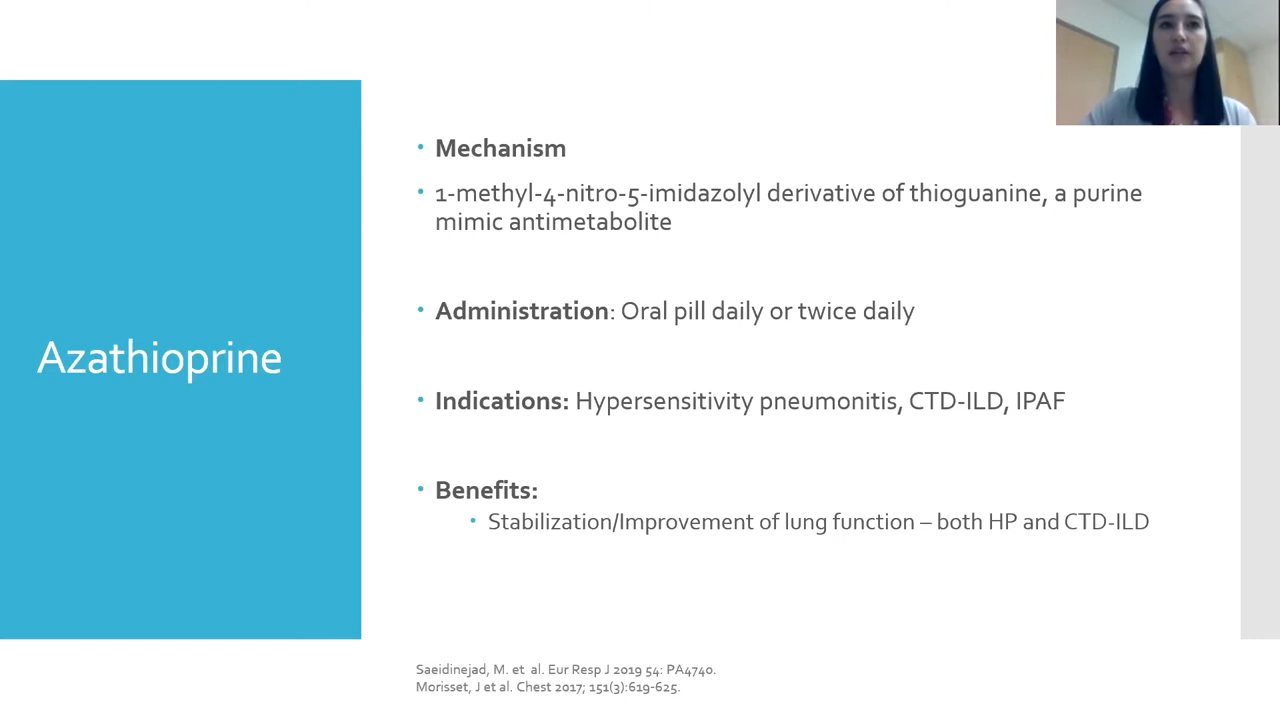 Azathioprine
• Mechanism
• 1-methyl-4-nitro-5-imidazolyl derivative of thioguanine, a purine
mimic antimetabolite
• Administration: Oral pill daily or twice daily
• Indications: Hypersensitivity pneumonitis, CTD-ILD, IPAF
• Benefits:
• Stabilization/Improvement of lung function – both HP and CTD-ILD
Saeidinejad, M. et al. Eur Resp J 2019 54: PA4740.
Morisset, J et al. Chest 2017; 151(3):619-625.